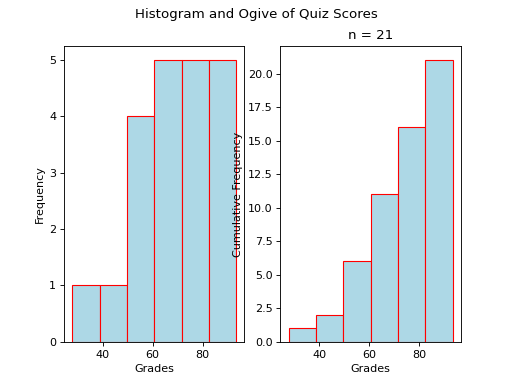 Histogram and Ogive of Quiz Scores
n = 21
Frequency
5
4
3
2
1
0
40 60 80
Grades
Cumulative Frequency
20.0
17.5
15.0
12.5
10.0
7.5
5.0
2.5
0.0
40 60 80
Grades